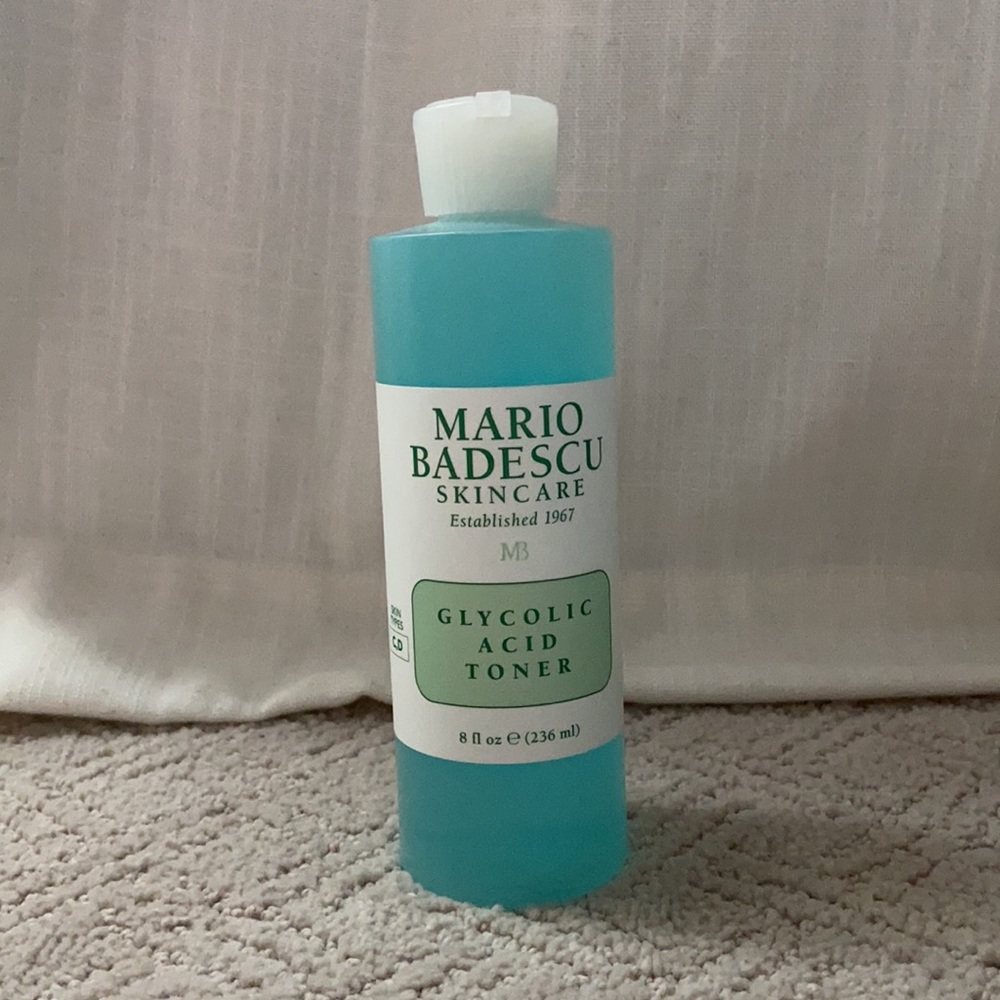 MARIO
BADESCU
SKINCARE
Established 1967
MB
GLYCOLIC
ACID
TONER
SKIN
TYPES
C,D
8 fl oz ℮ (236 ml)